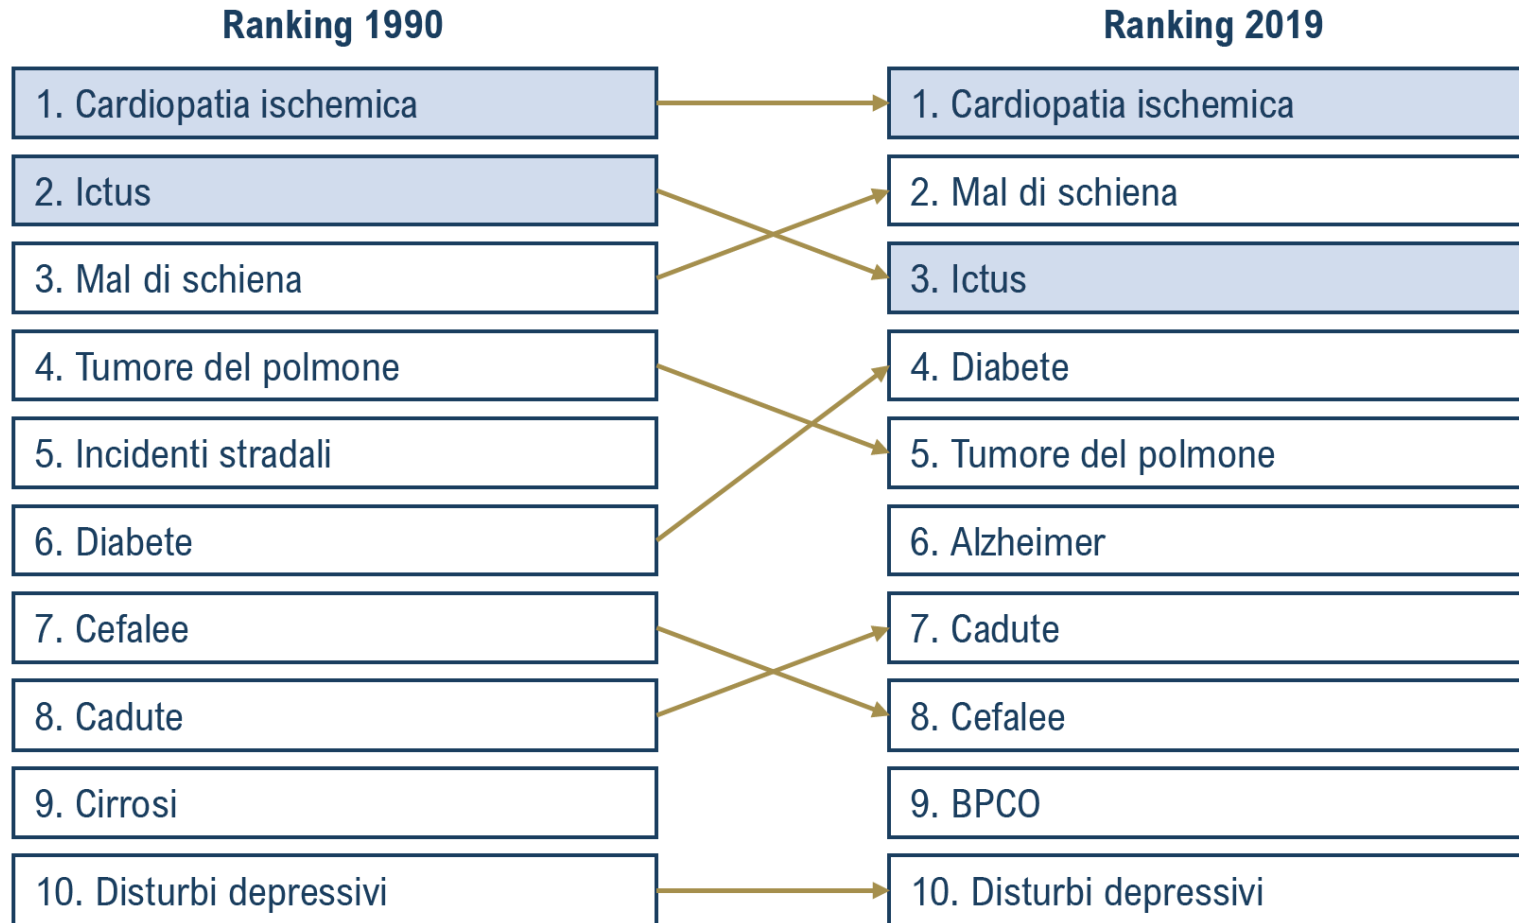 Ranking 1990
1. Cardiopatia ischemica
2. Ictus
3. Mal di schiena
4. Tumore del polmone
5. Incidenti stradali
6. Diabete
7. Cefalee
8. Cadute
9. Cirrosi
10. Disturbi depressivi
Ranking 2019
1. Cardiopatia ischemica
2. Mal di schiena
3. Ictus
4. Diabete
5. Tumore del polmone
6. Alzheimer
7. Cadute
8. Cefalee
9. BPCO
10. Disturbi depressivi